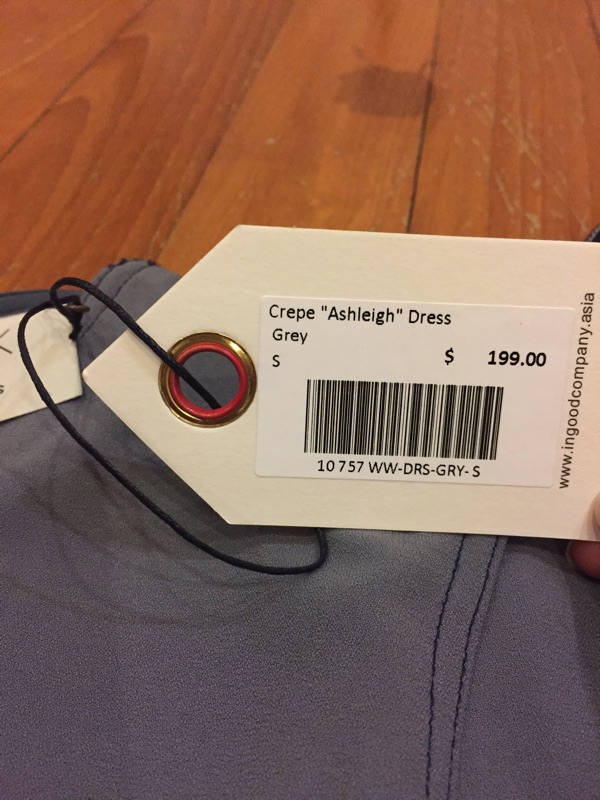 Crepe "Ashleigh" Dress
Grey
S $ 199.00
10 757 WW-DRS-GRY- S
www.ingoodcompany.asia